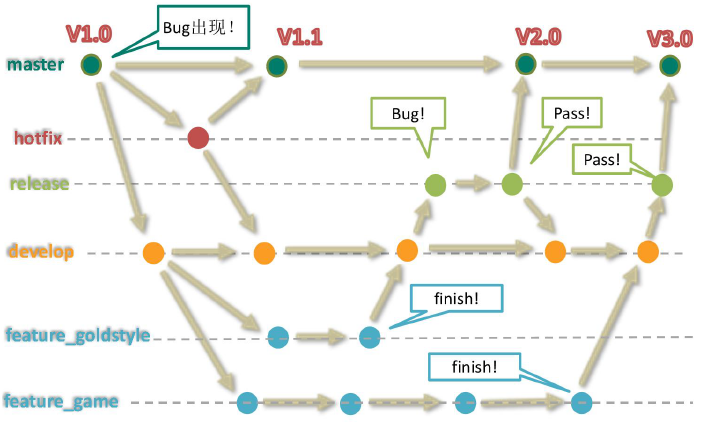 V1.0
Bug出现！
V1.1
V2.0
V3.0
master
hotfix
Bug!
Pass!
Pass!
release
develop
feature_goldstyle
finish!
finish!
feature_game